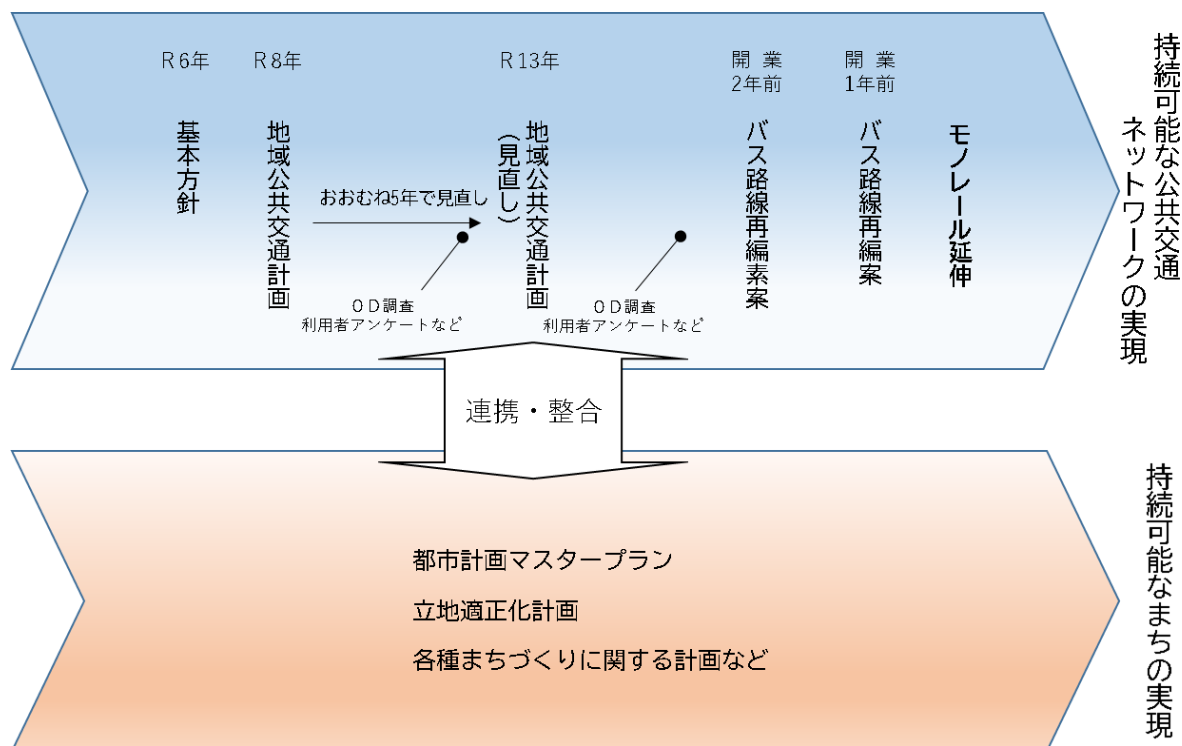 R6年
基本方針
R8年
地域公共交通計画
おおむね5年で見直し
OD調査
利用者アンケートなど
R13年
地域公共交通計画
(見直し)
OD調査
利用者アンケートなど
開業
2年前
バス路線再編素案
開業
1年前
バス路線再編案
モノレール延伸
持続可能な公共交通
ネットワークの実現
連携・整合
都市計画マスタープラン
立地適正化計画
各種まちづくりに関する計画など
持続可能なまちの実現